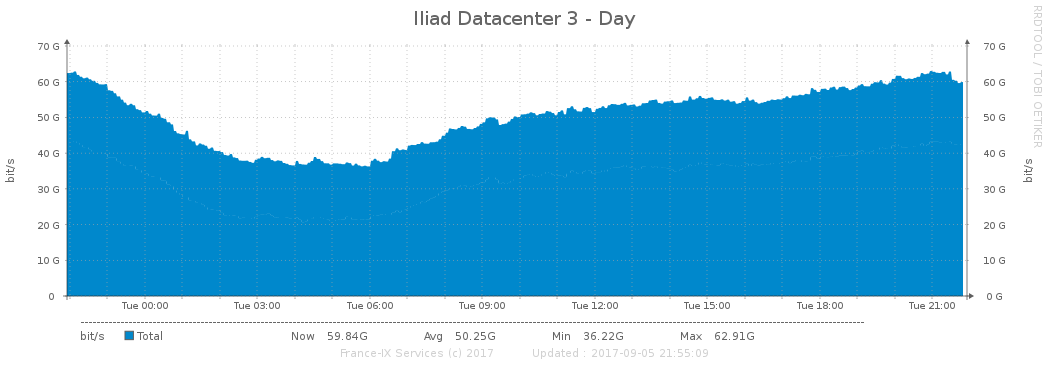 Iliad Datacenter 3 - Day
RRDTOOL / TOBI OETIKER
70 G 70 G
60 G 60 G
50 G 50 G
40 G 40 G
30 G 30 G
20 G 20 G
10 G 10 G
0 0 G
bit/s bit/s
Tue 00:00 Tue 03:00 Tue 06:00 Tue 09:00 Tue 12:00 Tue 15:00 Tue 18:00 Tue 21:00
bit/s Total Now 59.84G Avg 50.25G Min 36.22G Max 62.91G
France-IX Services (c) 2017 Updated : 2017-09-05 21:55:09